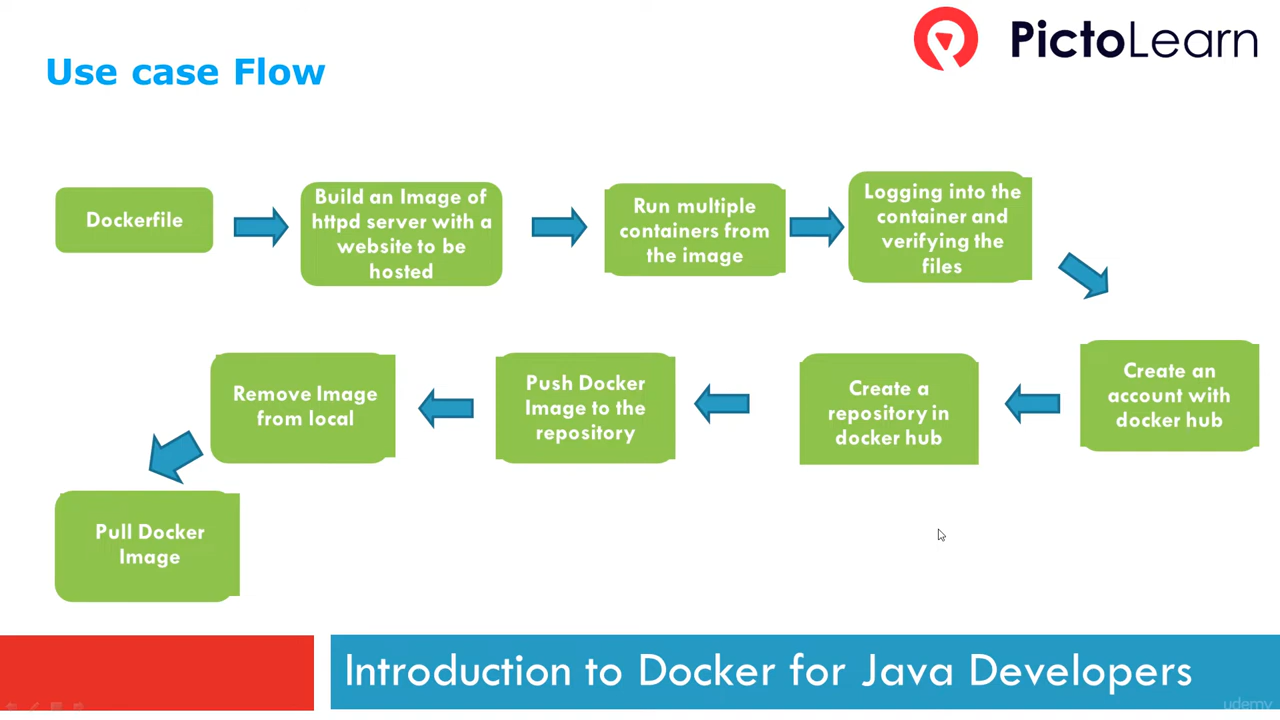 PictoLearn
Use case Flow
Dockerfile
Build an Image of
httpd server with a
website to be
hosted
Run multiple
containers from
the image
Logging into the
container and
verifying the
files
Create an
account with
docker hub
Create a
repository in
docker hub
Push Docker
Image to the
repository
Remove Image
from local
Pull Docker
Image
Introduction to Docker for Java Developers
udemy